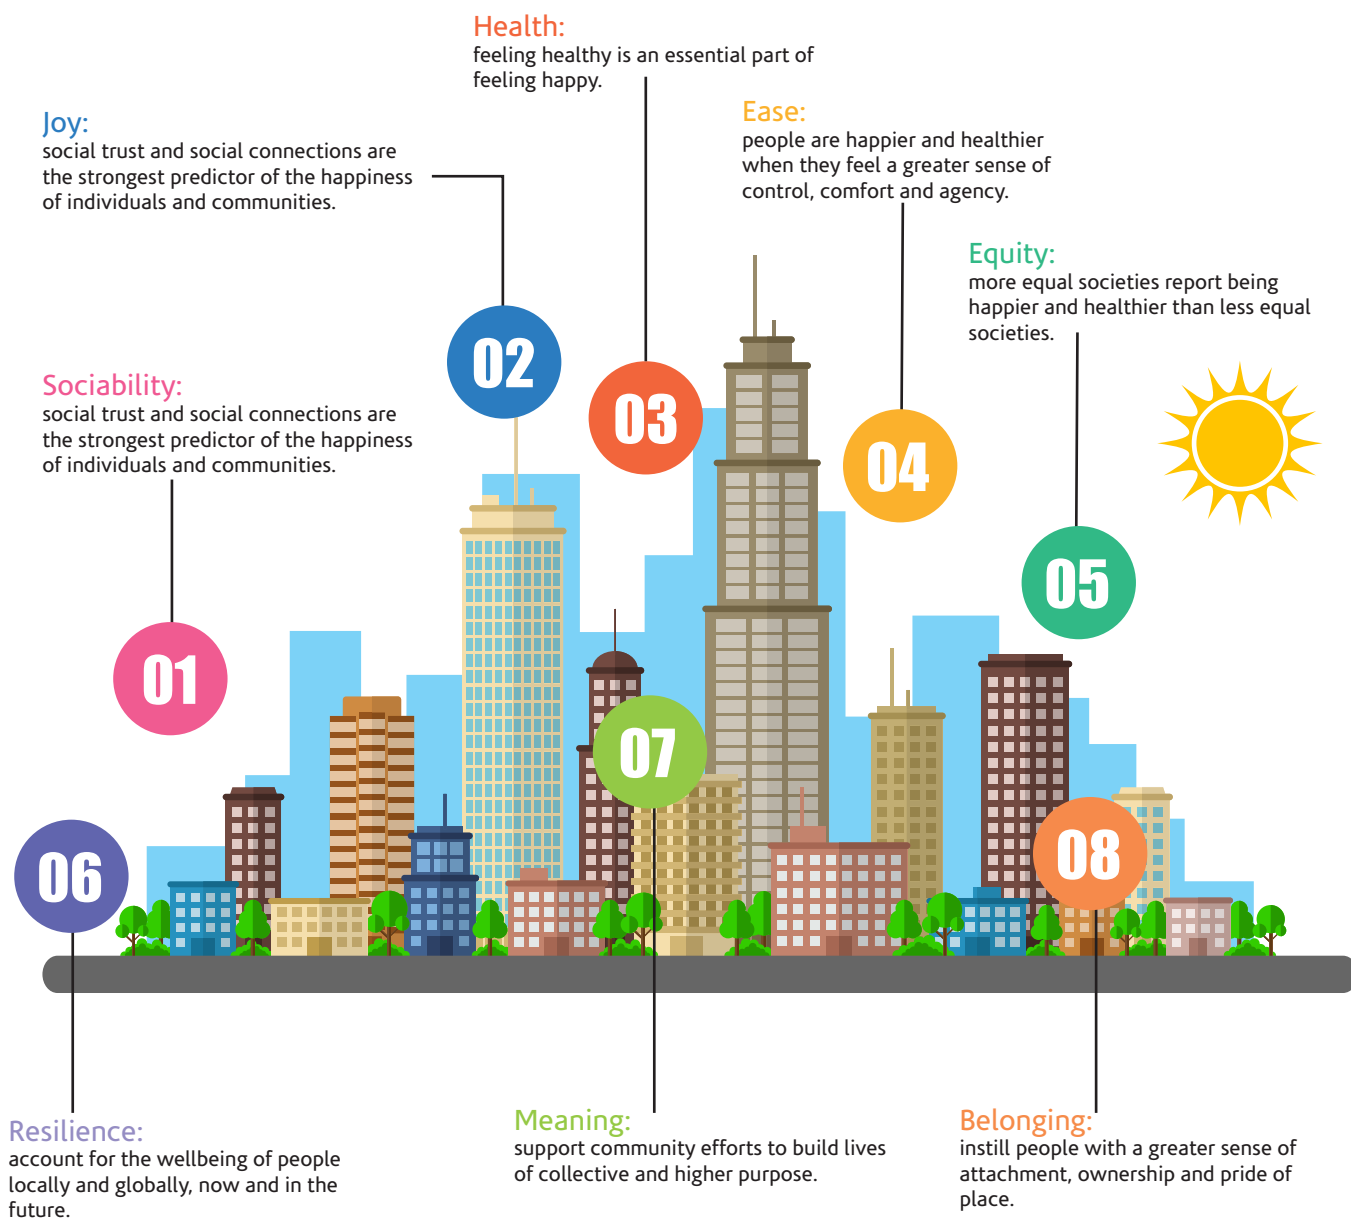 Health:
feeling healthy is an essential part of
feeling happy.
Joy:
social trust and social connections are
the strongest predictor of the happiness
of individuals and communities.
Ease:
people are happier and healthier
when they feel a greater sense of
control, comfort and agency.
Equity:
more equal societies report being
happier and healthier than less equal
societies.
Sociability:
social trust and social connections are
the strongest predictor of the happiness
of individuals and communities.
02
03
04
05
01
07
08
06
Resilience:
account for the wellbeing of people
locally and globally, now and in the
future.
Meaning:
support community efforts to build lives
of collective and higher purpose.
Belonging:
instill people with a greater sense of
attachment, ownership and pride of
place.